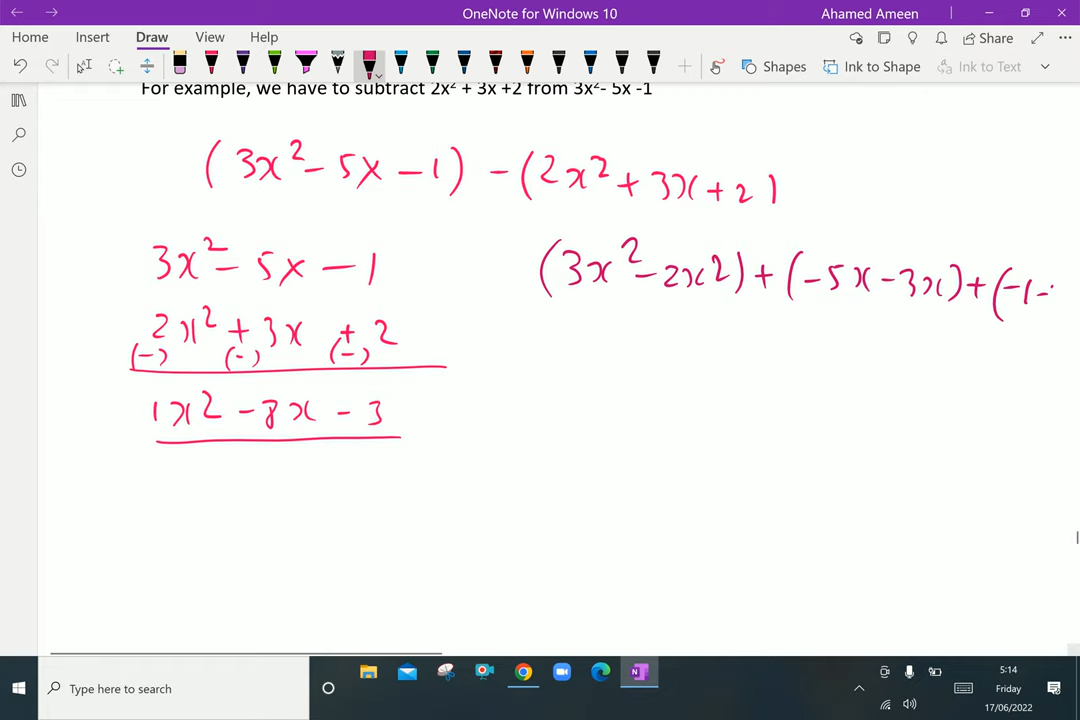 OneNote for Windows 10
Ahamed Ameen
Home Insert Draw View Help
Share
Shapes Ink to Shape Ink to Text
For example, we have to subtract 2x² + 3x +2 from 3x²- 5x -1
(3x² - 5x - 1) - (2x² + 3x + 2)
3x² - 5x - 1
2x² + 3x + 2
(-) (-) (-)
1x² - 8x - 3
(3x² - 2x2) + (-5x - 3x) + (-1 -
Type here to search
5:14
Friday
17/06/2022